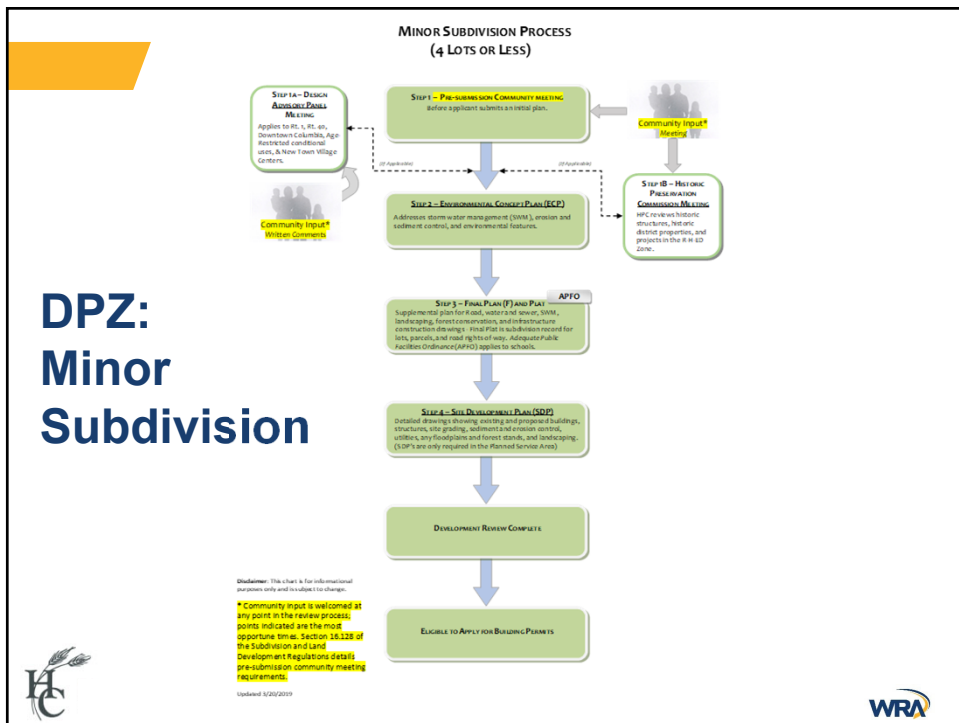 MINOR SUBDIVISION PROCESS
(4 LOTS OR LESS)
STEP 1A – DESIGN
ADVISORY PANEL
MEETING
Applies to Rt. 1, Rt. 40,
Downtown Columbia, Age-
Restricted conditional
uses, & New Town Village
Centers.
STEP 1 – PRE-SUBMISSION COMMUNITY MEETING
Before applicant submits an initial plan.
Community Input*
Meeting
(If Applicable)
(If Applicable)
STEP 1B – HISTORIC
PRESERVATION
COMMISSION MEETING
HPC reviews historic
structures, historic
district properties, and
projects in the R-H-ED
Zone.
Community Input*
Written Comments
STEP 2 – ENVIRONMENTAL CONCEPT PLAN (ECP)
Addresses storm water management (SWM), erosion and
sediment control, and environmental features.
DPZ:
Minor
Subdivision
APFO
STEP 3 – FINAL PLAN (F) AND PLAT
Supplemental plan for Road, water and sewer, SWM,
landscaping, forest conservation, and infrastructure
construction drawings. Final Plat is subdivision record for
lots, parcels, and road rights of way. Adequate Public
Facilities Ordinance (APFO) applies to schools.
STEP 4 – SITE DEVELOPMENT PLAN (SDP)
Detailed drawings showing existing and proposed buildings,
structures, site grading, sediment and erosion control,
utilities, any floodplains and forest stands, and landscaping.
(SDP's are only required in the Planned Service Area)
DEVELOPMENT REVIEW COMPLETE
Disclaimer: This chart is for informational
purposes only and is subject to change.
* Community input is welcomed at
any point in the review process;
points indicated are the most
opportune times. Section 16.128 of
the Subdivision and Land
Development Regulations details
pre-submission community meeting
requirements.
Updated 3/20/2019
ELIGIBLE TO APPLY FOR BUILDING PERMITS
HC
WRA